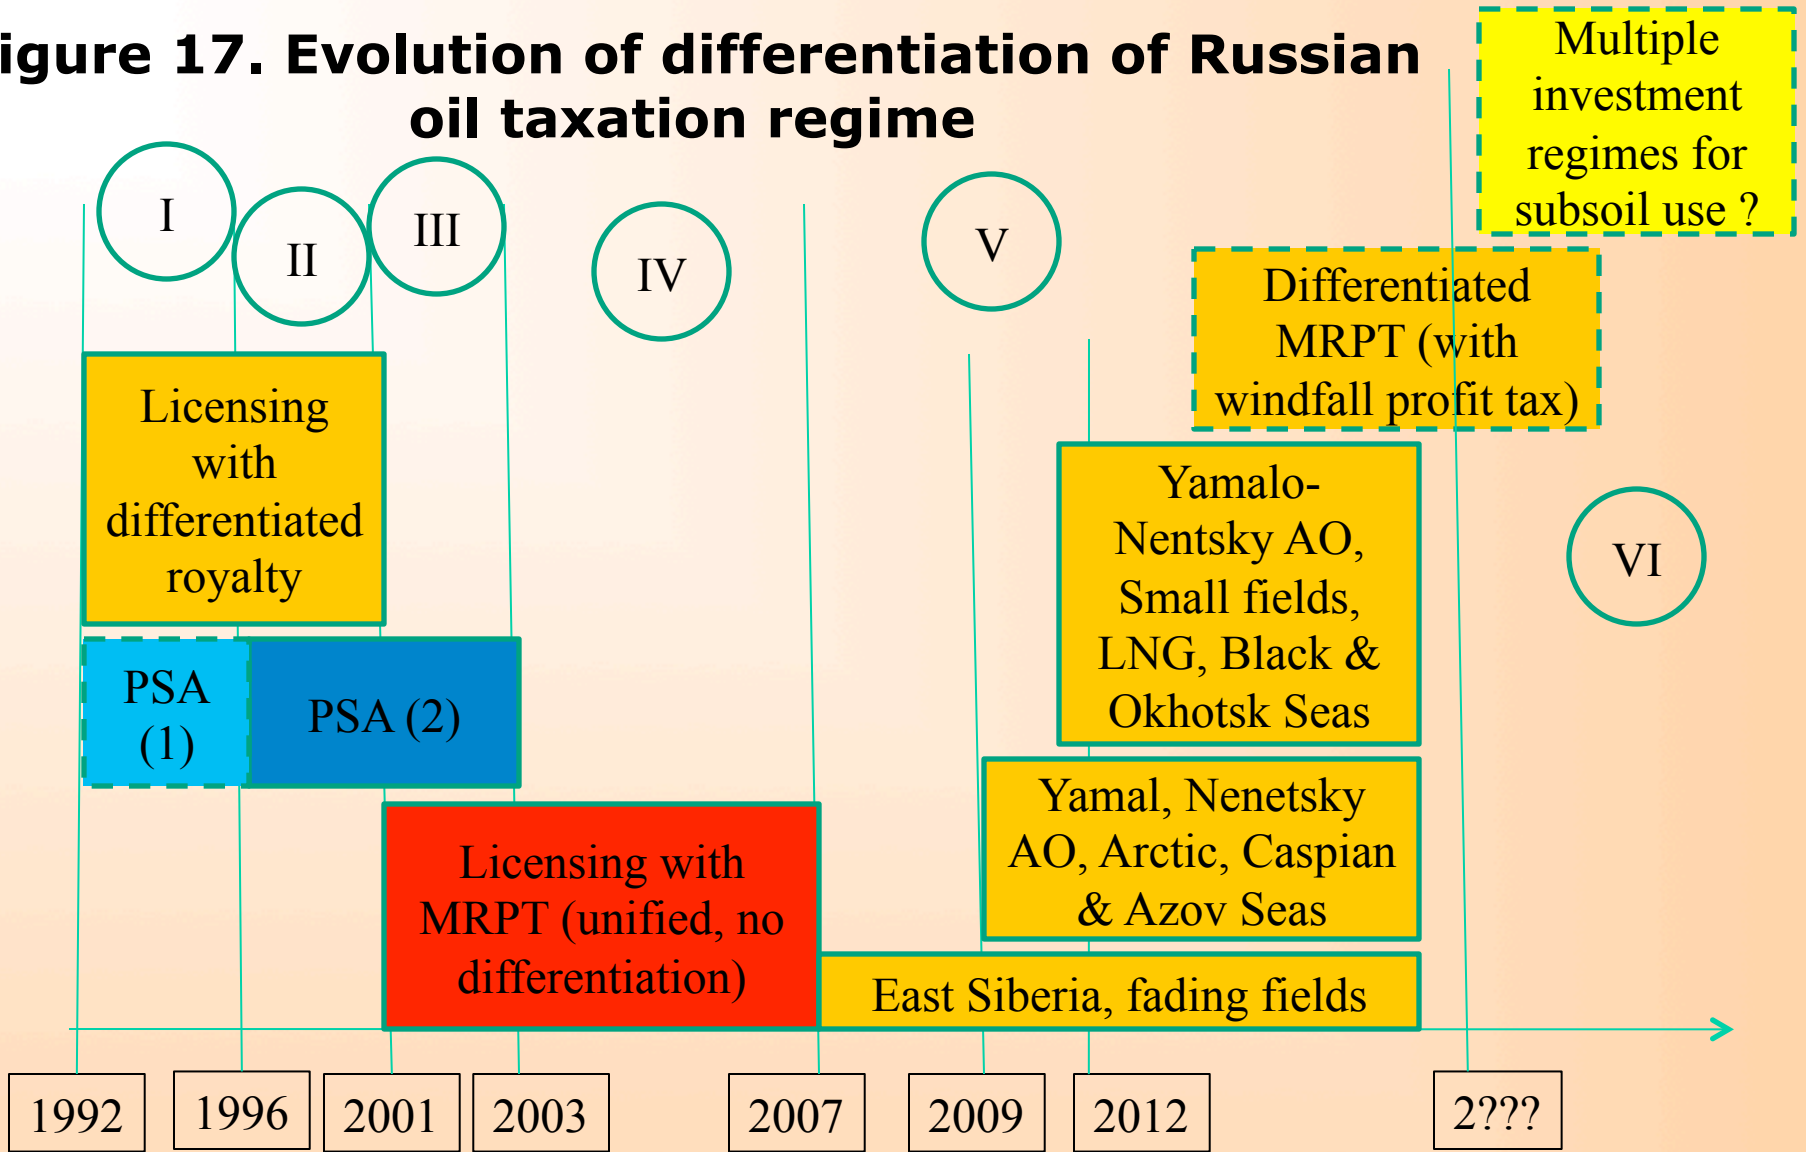 igure 17. Evolution of differentiation of Russian
oil taxation regime
Multiple
investment
regimes for
subsoil use ?
I
II
III
IV
V
Differentiated
MRPT (with
windfall profit tax)
Licensing
with
differentiated
royalty
Yamalo-
Nentsky AO,
Small fields,
LNG, Black &
Okhotsk Seas
VI
PSA
(1)
PSA (2)
Yamal, Nenetsky
AO, Arctic, Caspian
& Azov Seas
Licensing with
MRPT (unified, no
differentiation)
East Siberia, fading fields
1992
1996
2001
2003
2007
2009
2012
2???